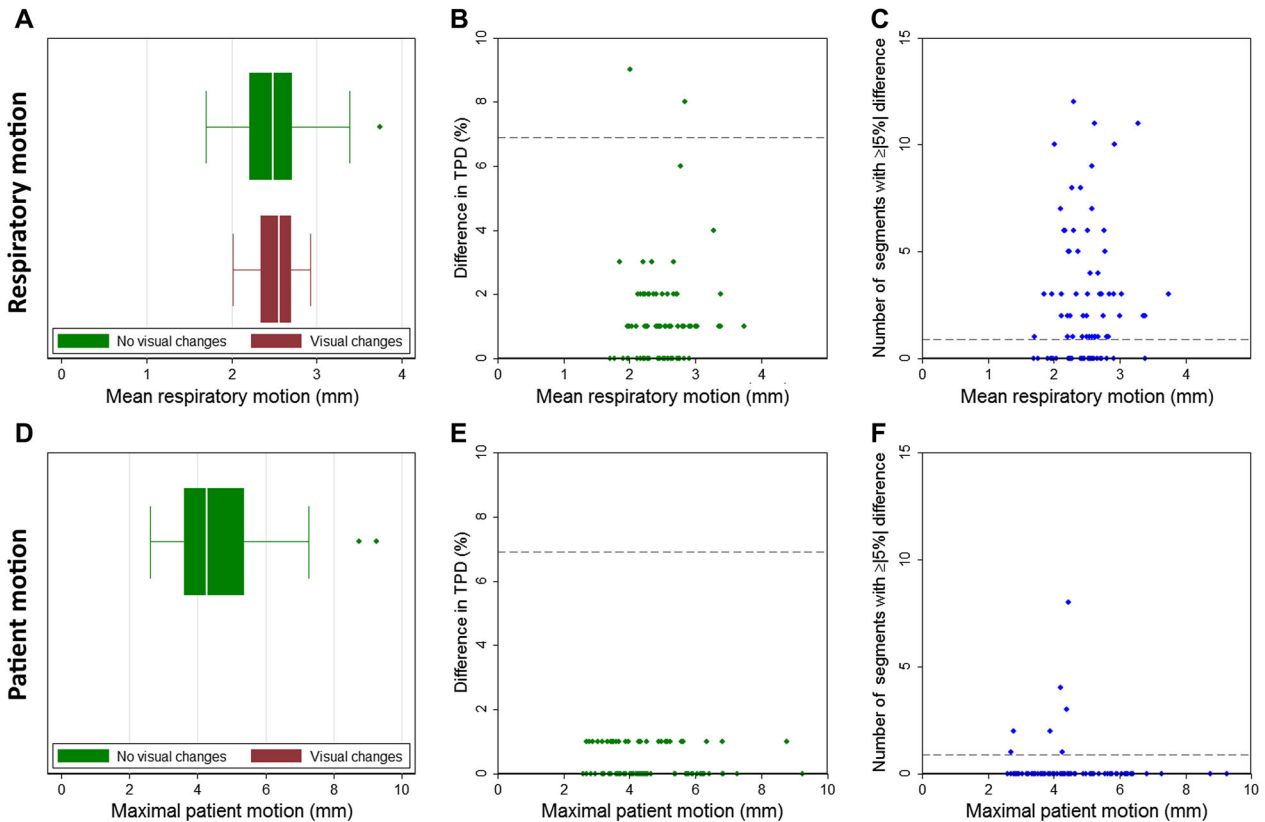 A
B
C
Respiratory motion
No visual changes
Visual changes
0 1 2 3 4
Mean respiratory motion (mm)
Difference in TPD (%)
0 2 4 6 8 10
0 1 2 3 4
Mean respiratory motion (mm)
Number of segments with ≥|5%| difference
0 5 10 15
0 1 2 3 4
Mean respiratory motion (mm)
D
E
F
Patient motion
No visual changes
Visual changes
0 2 4 6 8 10
Maximal patient motion (mm)
Difference in TPD (%)
0 2 4 6 8 10
0 2 4 6 8 10
Maximal patient motion (mm)
Number of segments with ≥|5%| difference
0 5 10 15
0 2 4 6 8 10
Maximal patient motion (mm)